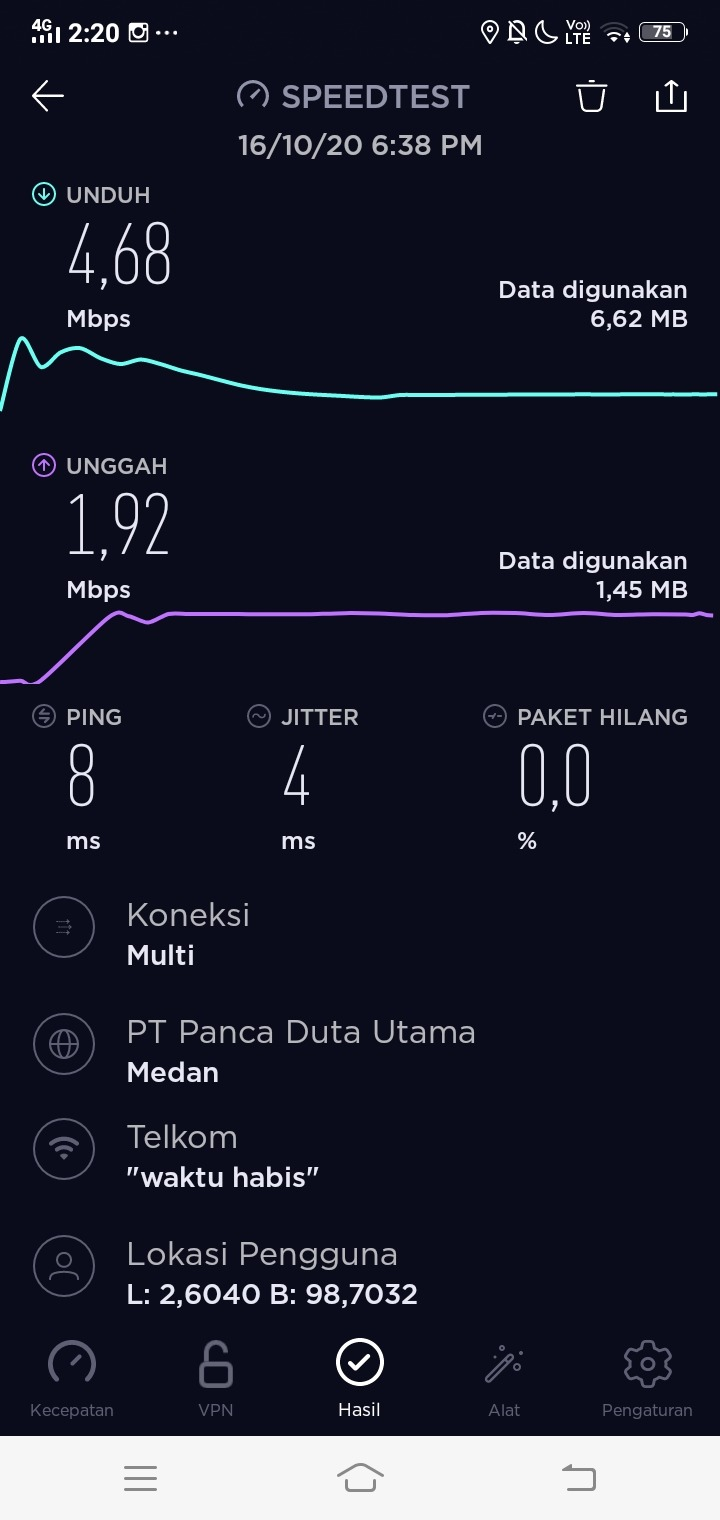 4G 2:20 Vo)) LTE 75
SPEEDTEST
16/10/20 6:38 PM
UNDUH
4,68
Mbps
Data digunakan
6,62 MB
UNGGAH
1,92
Mbps
Data digunakan
1,45 MB
PING JITTER PAKET HILANG
8 4 0,0
ms ms %
Koneksi
Multi
PT Panca Duta Utama
Medan
Telkom
"waktu habis"
Lokasi Pengguna
L: 2,6040 B: 98,7032
Kecepatan VPN Hasil Alat Pengaturan